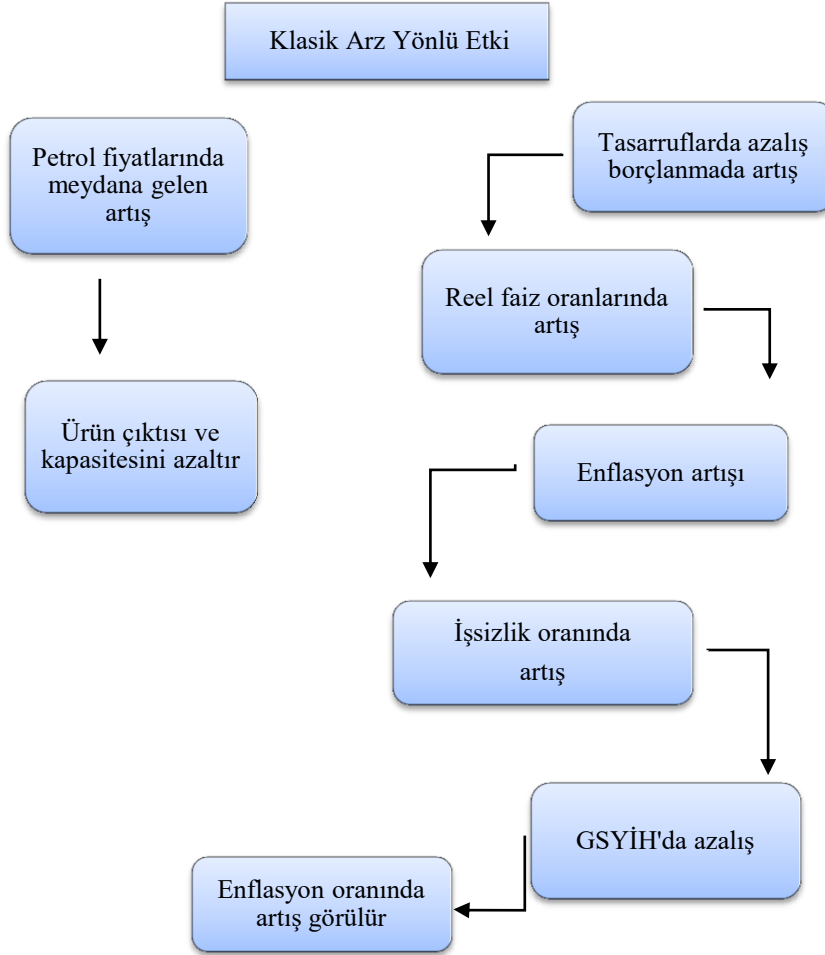 Klasik Arz Yönlü Etki
Petrol fiyatlarında
meydana gelen
artış
Ürün çıktısı ve
kapasitesini azaltır
Tasarruflarda azalış
borçlanmada artış
Reel faiz oranlarında
artış
Enflasyon artışı
İşsizlik oranında
artış
GSYİH'da azalış
Enflasyon oranında
artış görülür